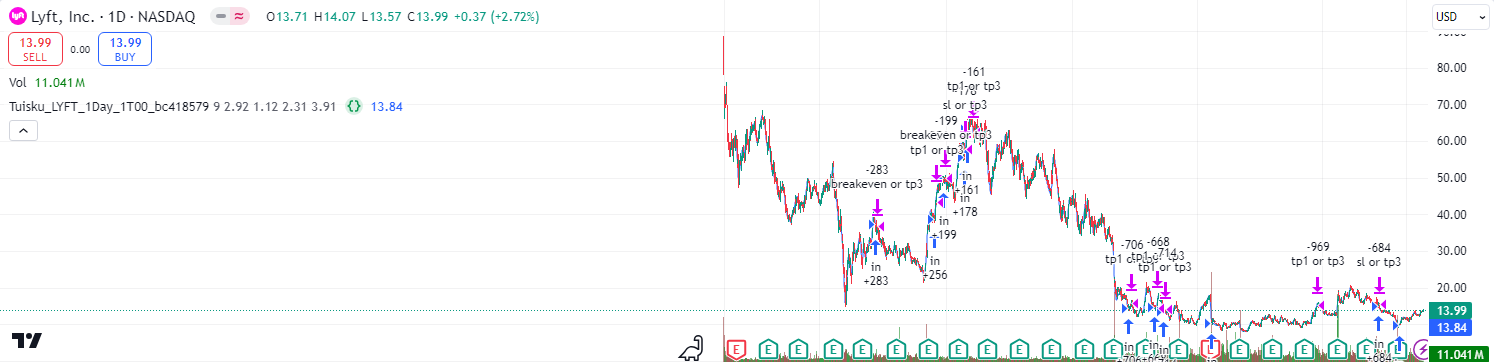 Lyft, Inc. · 1D · NASDAQ
O13.71 H14.07 L13.57 C13.99 +0.37 (+2.72%)
USD
13.99
SELL
0.00
13.99
BUY
Vol 11.041 M
Tuisku_LYFT_1Day_1T00_bc418579 9 2.92 1.12 2.31 3.91 {} 13.84
80.00
70.00
60.00
50.00
40.00
30.00
20.00
13.99
13.84
11.041 M
-161
tp1 or tp3
sl or tp3
-199
breakeven or tp3
tp1 or tp3
-283
breakeven or tp3
in
+161
in
+178
in
+199
in
+256
in
+283
-706
-668
-714
tp1 or tp3
-969
tp1 or tp3
-684
sl or tp3
in
in
+684
E E E E E E E E E E E E E E E E E E E E E